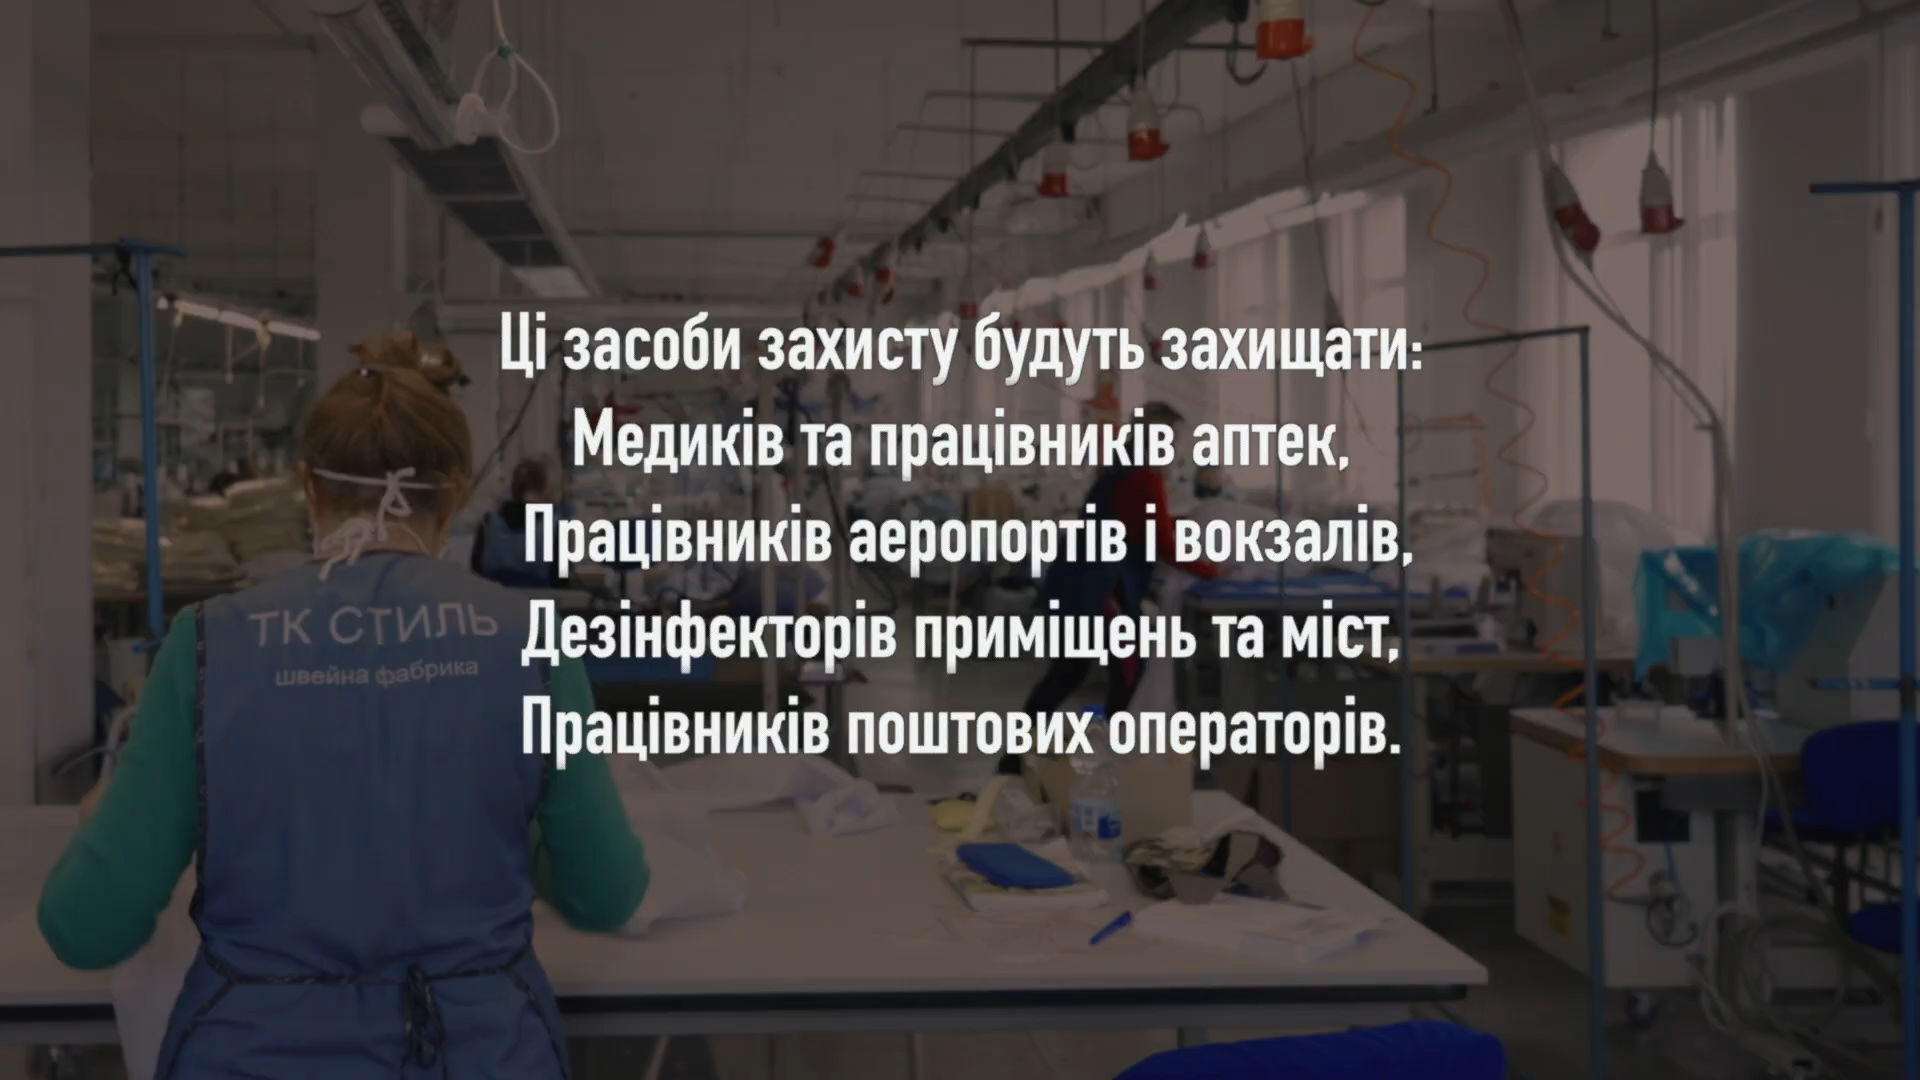 Ці засоби захисту будуть захищати:
Медиків та працівників аптек,
Працівників аеропортів і вокзалів,
Дезінфекторів приміщень та міст,
Працівників поштових операторів.
ТК СТИЛЬ
швейна фабрика